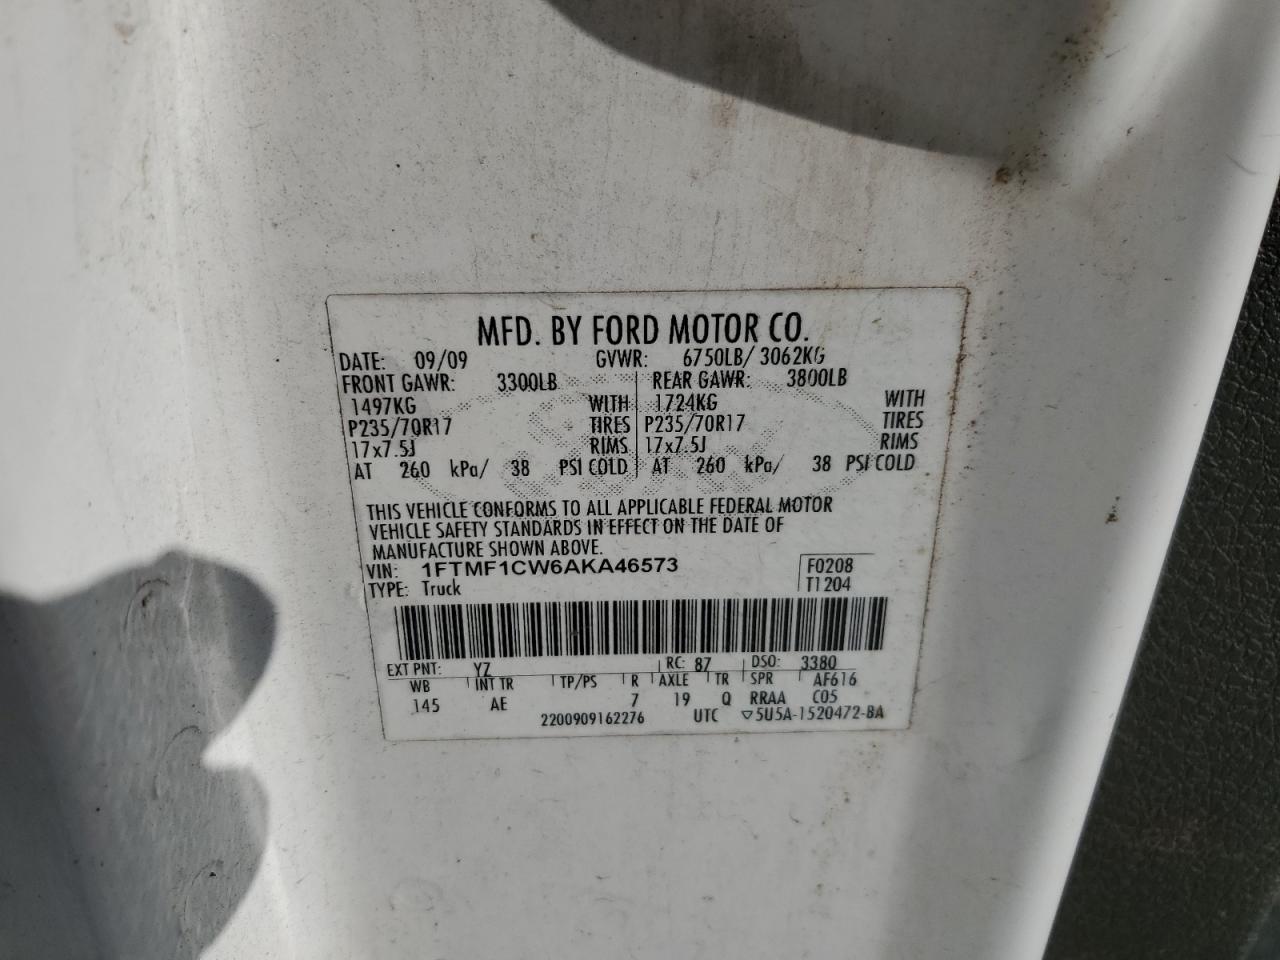 MFD. BY FORD MOTOR CO.
DATE: 09/09 GVWR: 6750LB/ 3062KG
FRONT GAWR: 3300LB REAR GAWR: 3800LB
1497KG WITH 1724KG WITH
P235/70R17 TIRES P235/70R17 TIRES
17x7.5J RIMS 17x7.5J RIMS
AT 260 kPa/ 38 PSI COLD AT 260 kPa/ 38 PSI COLD
THIS VEHICLE CONFORMS TO ALL APPLICABLE FEDERAL MOTOR
VEHICLE SAFETY STANDARDS IN EFFECT ON THE DATE OF
MANUFACTURE SHOWN ABOVE.
VIN: 1FTMF1CW6AKA46573 F0208
TYPE: Truck T1204
EXT PNT: YZ RC: 87 DSO: 3380
WB INT TR TP/PS R AXLE TR SPR AF616
145 AE 7 19 Q RRAA C05
2200909162276 UTC ▽5U5A-1520472-BA